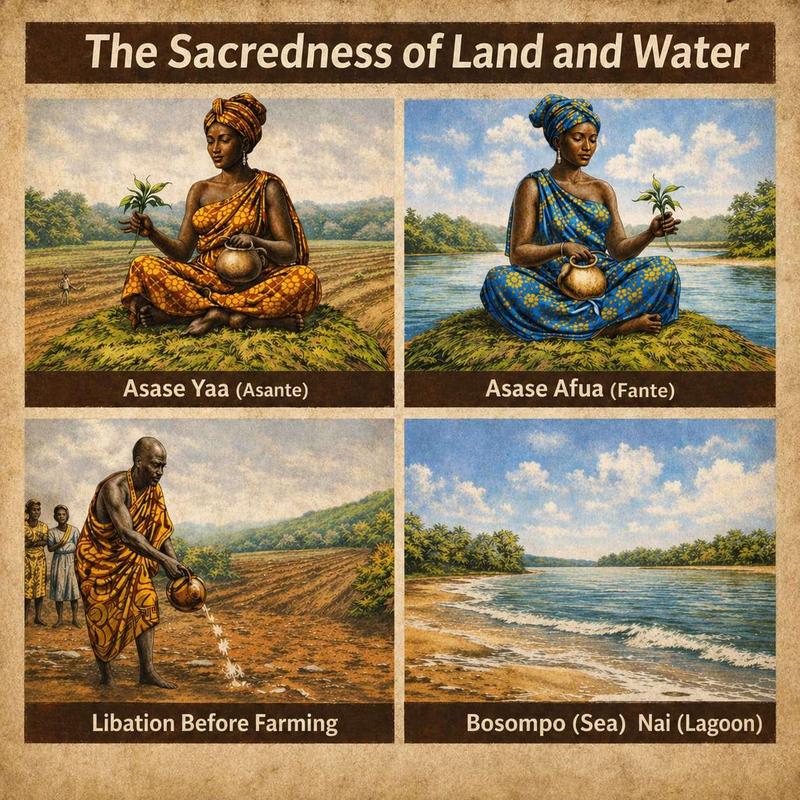 The Sacredness of Land and Water
Asase Yaa (Asante)
Asase Afua (Fante)
Libation Before Farming
Bosompo (Sea) Nai (Lagoon)